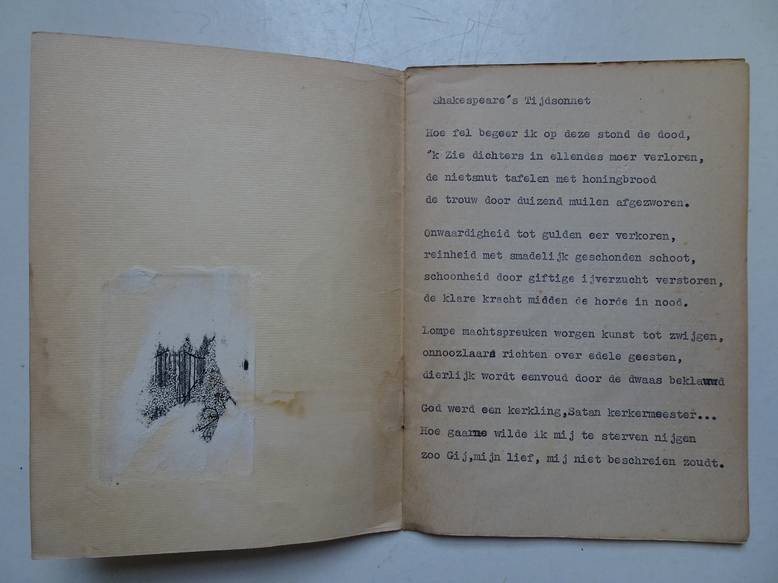 Shakespeare's Tijdsonnet
Hoe fel begeer ik op deze stond de dood,
'k Zie dichters in ellendes moer verloren,
de nietsnut tafelen met honingbrood
de trouw door duizend muilen afgezworen.
Onwaardigheid tot gulden eer verkoren,
reinheid met smadelijk geschonden schoot,
schoonheid door giftige ijverzucht verstoren,
de klare kracht midden de horde in nood.
Lompe machtspreuken worgen kunst tot zwijgen,
onnoozlaars richten over edele geesten,
dierlijk wordt eenvoud door de dwaas beklauwd
God werd een kerkling,Satan kerkermeester...
Hoe gaarne wilde ik mij te sterven nijgen
zoo Gij,mijn lief, mij niet beschreien zoudt.